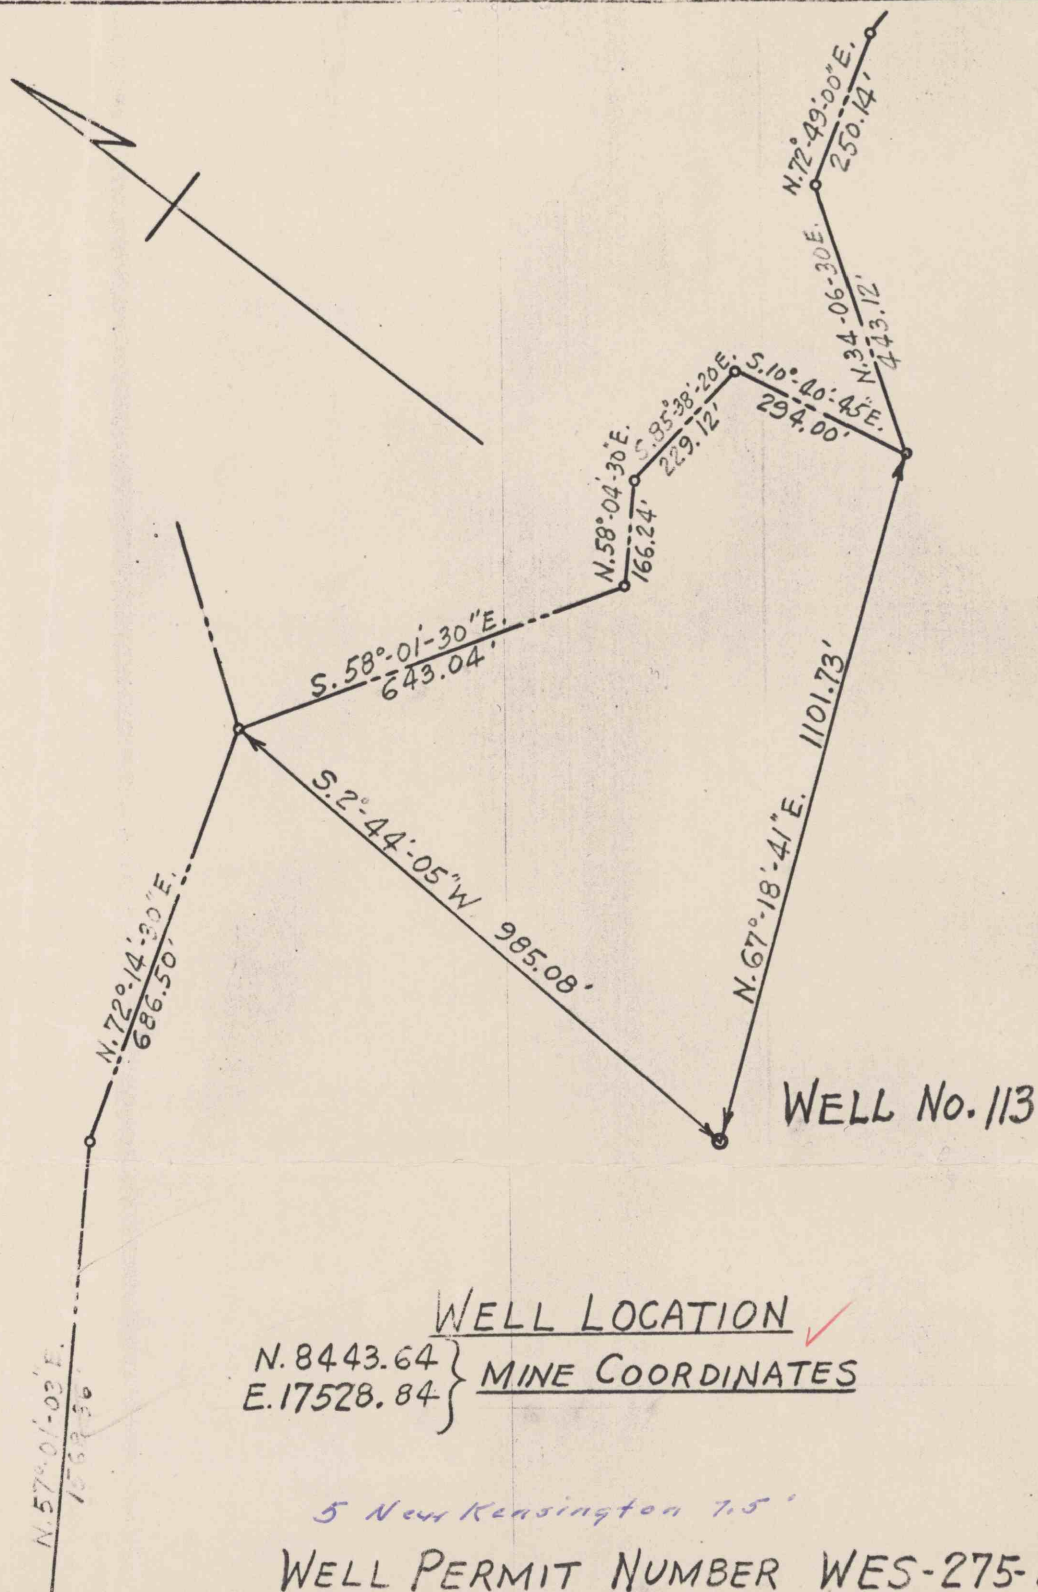 N.72°-49'-00"E.
250.14'
N.34-06-30E.
443.12'
S.10°-40'-45"E.
294.00'
S.85°-38'-20E.
229.12'
N.58°-04'-30"E.
166.24'
S.58°-01'-30"E.
643.04'
S.2°-44'-05"W. 985.08'
N.67°-18'-41"E. 1101.73'
N.72°-14'-30"E.
686.50'
WELL No. 113
WELL LOCATION
N. 8443.64
E. 17528.84
MINE COORDINATES
N.57°-01'-03"E.
5 New Kensington 7.5'
WELL PERMIT NUMBER WES-275-